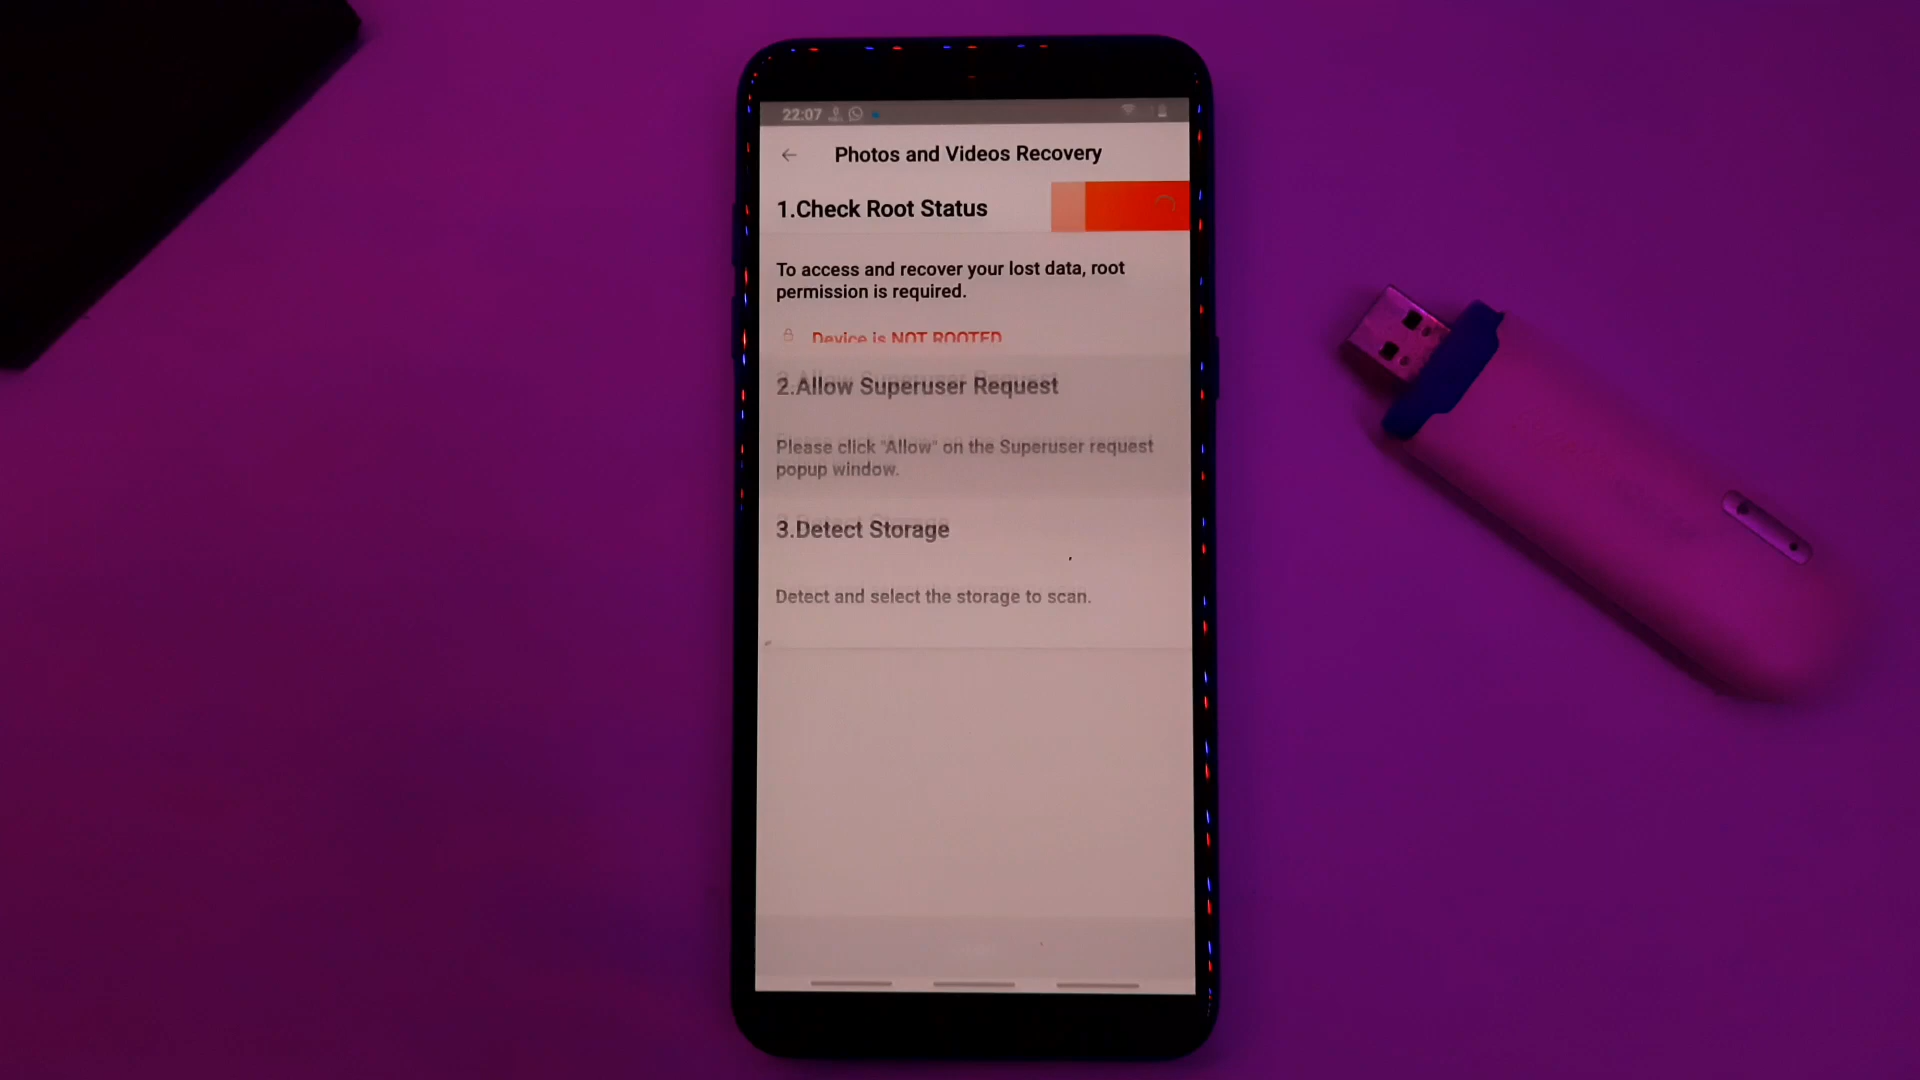 22:07
Photos and Videos Recovery
1.Check Root Status
To access and recover your lost data, root
permission is required.
Device is NOT ROOTED
2.Allow Superuser Request
Please click "Allow" on the Superuser request
popup window.
3.Detect Storage
Detect and select the storage to scan.